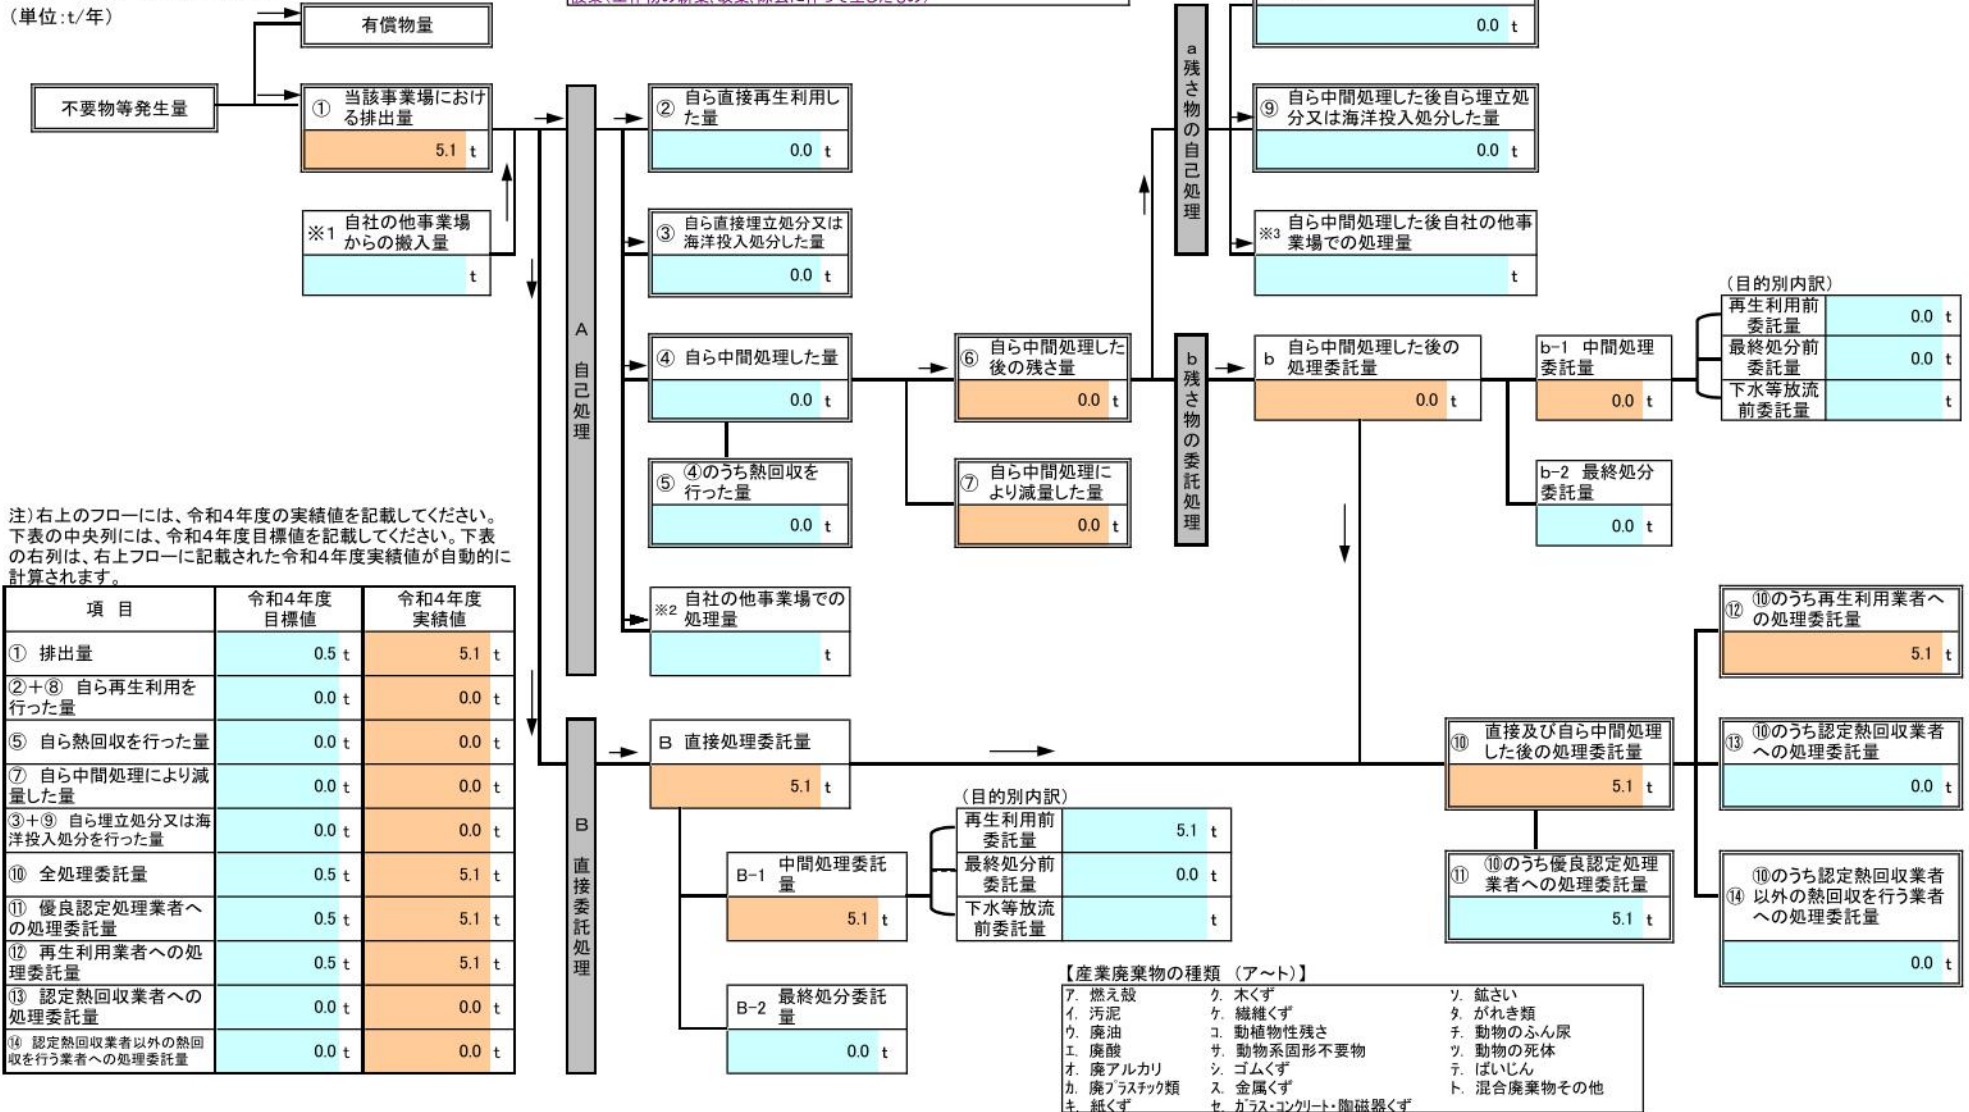 (単位:t/年)
有償物量
不要物等発生量
① 当該事業場におけ
る排出量
5.1 t
※1 自社の他事業場
からの搬入量
t
A 自己処理
② 自ら直接再生利用し
た量
0.0 t
③ 自ら直接埋立処分又は
海洋投入処分した量
0.0 t
④ 自ら中間処理した量
0.0 t
⑤ ④のうち熱回収を
行った量
0.0 t
※2 自社の他事業場での
処理量
t
⑥ 自ら中間処理した
後の残さ量
0.0 t
⑦ 自ら中間処理に
より減量した量
0.0 t
a 残さ物の自己処理
0.0 t
⑨ 自ら中間処理した後自ら埋立処
分又は海洋投入処分した量
0.0 t
※3 自ら中間処理した後自社の他事
業場での処理量
t
b 残さ物の委託処理
b 自ら中間処理した後の
処理委託量
0.0 t
b-1 中間処理
委託量
0.0 t
b-2 最終処分
委託量
0.0 t
(目的別内訳)
再生利用前
委託量
0.0 t
最終処分前
委託量
0.0 t
下水等放流
前委託量
t
注)右上のフローには、令和4年度の実績値を記載してください。
下表の中央列には、令和4年度目標値を記載してください。下表
の右列は、右上フローに記載された令和4年度実績値が自動的に
計算されます。
項 目
令和4年度
目標値
令和4年度
実績値
① 排出量 0.5 t 5.1 t
②+⑧ 自ら再生利用を
行った量
0.0 t 0.0 t
⑤ 自ら熱回収を行った量 0.0 t 0.0 t
⑦ 自ら中間処理により減
量した量
0.0 t 0.0 t
③+⑨ 自ら埋立処分又は海
洋投入処分を行った量
0.0 t 0.0 t
⑩ 全処理委託量 0.5 t 5.1 t
⑪ 優良認定処理業者へ
の処理委託量
0.5 t 5.1 t
⑫ 再生利用業者への処
理委託量
0.5 t 5.1 t
⑬ 認定熱回収業者への
処理委託量
0.0 t 0.0 t
⑭ 認定熱回収業者以外の熱回
収を行う業者への処理委託量
0.0 t 0.0 t
B 直接委託処理
B 直接処理委託量
5.1 t
B-1 中間処理委託
量
5.1 t
B-2 最終処分委託
量
0.0 t
(目的別内訳)
再生利用前
委託量
5.1 t
最終処分前
委託量
0.0 t
下水等放流
前委託量
t
⑩ 直接及び自ら中間処理
した後の処理委託量
5.1 t
⑪ ⑩のうち優良認定処理
業者への処理委託量
5.1 t
⑫ ⑩のうち再生利用業者へ
の処理委託量
5.1 t
⑬ ⑩のうち認定熱回収業者
への処理委託量
0.0 t
⑭ ⑩のうち認定熱回収業者
以外の熱回収を行う業者
への処理委託量
0.0 t
【産業廃棄物の種類 (ア~ト)】
ア. 燃え殻 ク. 木くず ソ. 鉱さい
イ. 汚泥 ケ. 繊維くず タ. がれき類
ウ. 廃油 コ. 動植物性残さ チ. 動物のふん尿
エ. 廃酸 サ. 動物系固形不要物 ツ. 動物の死体
オ. 廃アルカリ シ. ゴムくず テ. ばいじん
カ. 廃プラスチック類 ス. 金属くず ト. 混合廃棄物その他
キ. 紙くず セ. ガラス・コンクリート・陶磁器くず